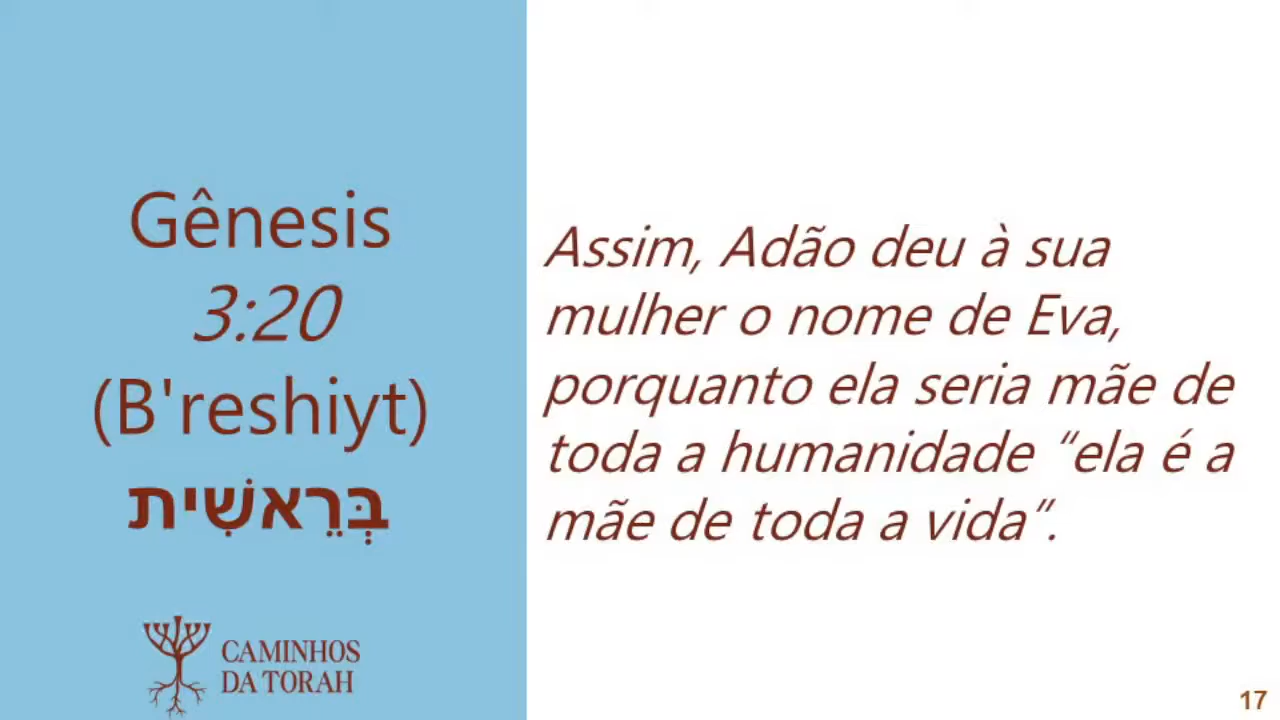 Gênesis
3:20
(B'reshiyt)
בְּרֵאשִׁית
CAMINHOS
DA TORAH
Assim, Adão deu à sua
mulher o nome de Eva,
porquanto ela seria mãe de
toda a humanidade “ela é a
mãe de toda a vida”.
17